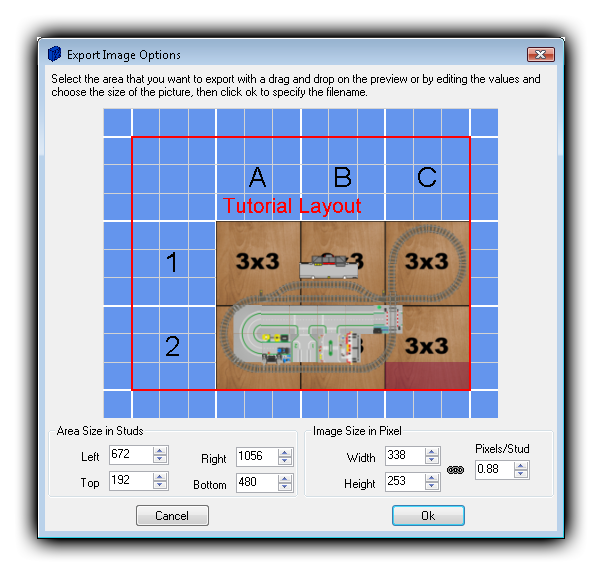 Export Image Options
Select the area that you want to export with a drag and drop on the preview or by editing the values and
choose the size of the picture, then click ok to specify the filename.
A B C
Tutorial Layout
1 3x3 3 3x3
2 3x3
Area Size in Studs
Left 672 Right 1056
Top 192 Bottom 480
Image Size in Pixel
Width 338 Pixels/Stud
Height 253 0.88
Cancel Ok